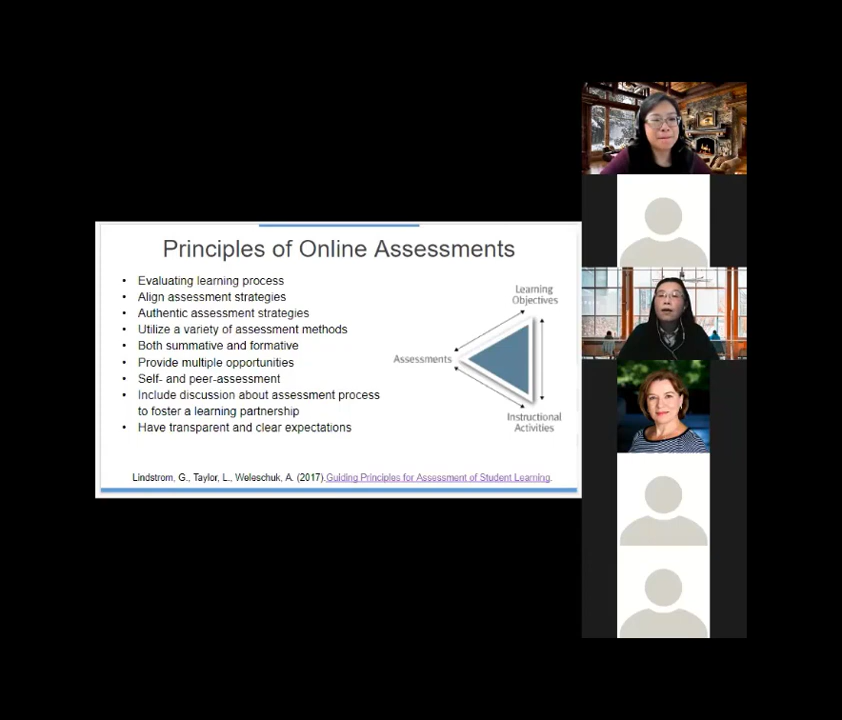 Principles of Online Assessments
• Evaluating learning process
• Align assessment strategies
• Authentic assessment strategies
• Utilize a variety of assessment methods
• Both summative and formative
• Provide multiple opportunities
• Self- and peer-assessment
• Include discussion about assessment process
to foster a learning partnership
• Have transparent and clear expectations
Learning
Objectives
Assessments
Instructional
Activities
Lindstrom, G., Taylor, L., Weleschuk, A. (2017).Guiding Principles for Assessment of Student Learning.